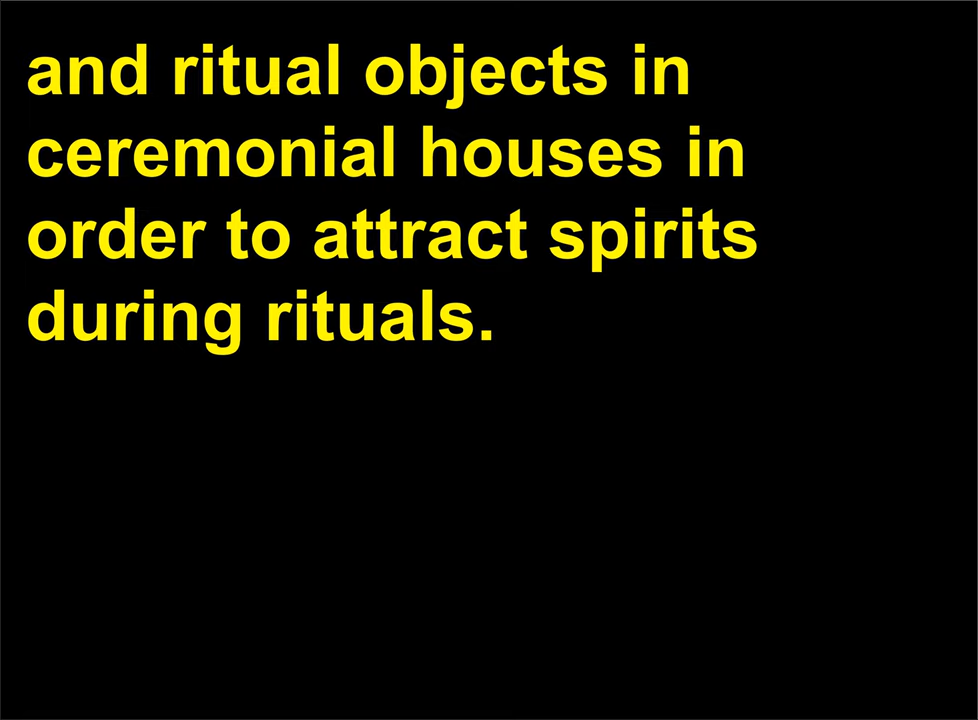 and ritual objects in
ceremonial houses in
order to attract spirits
during rituals.